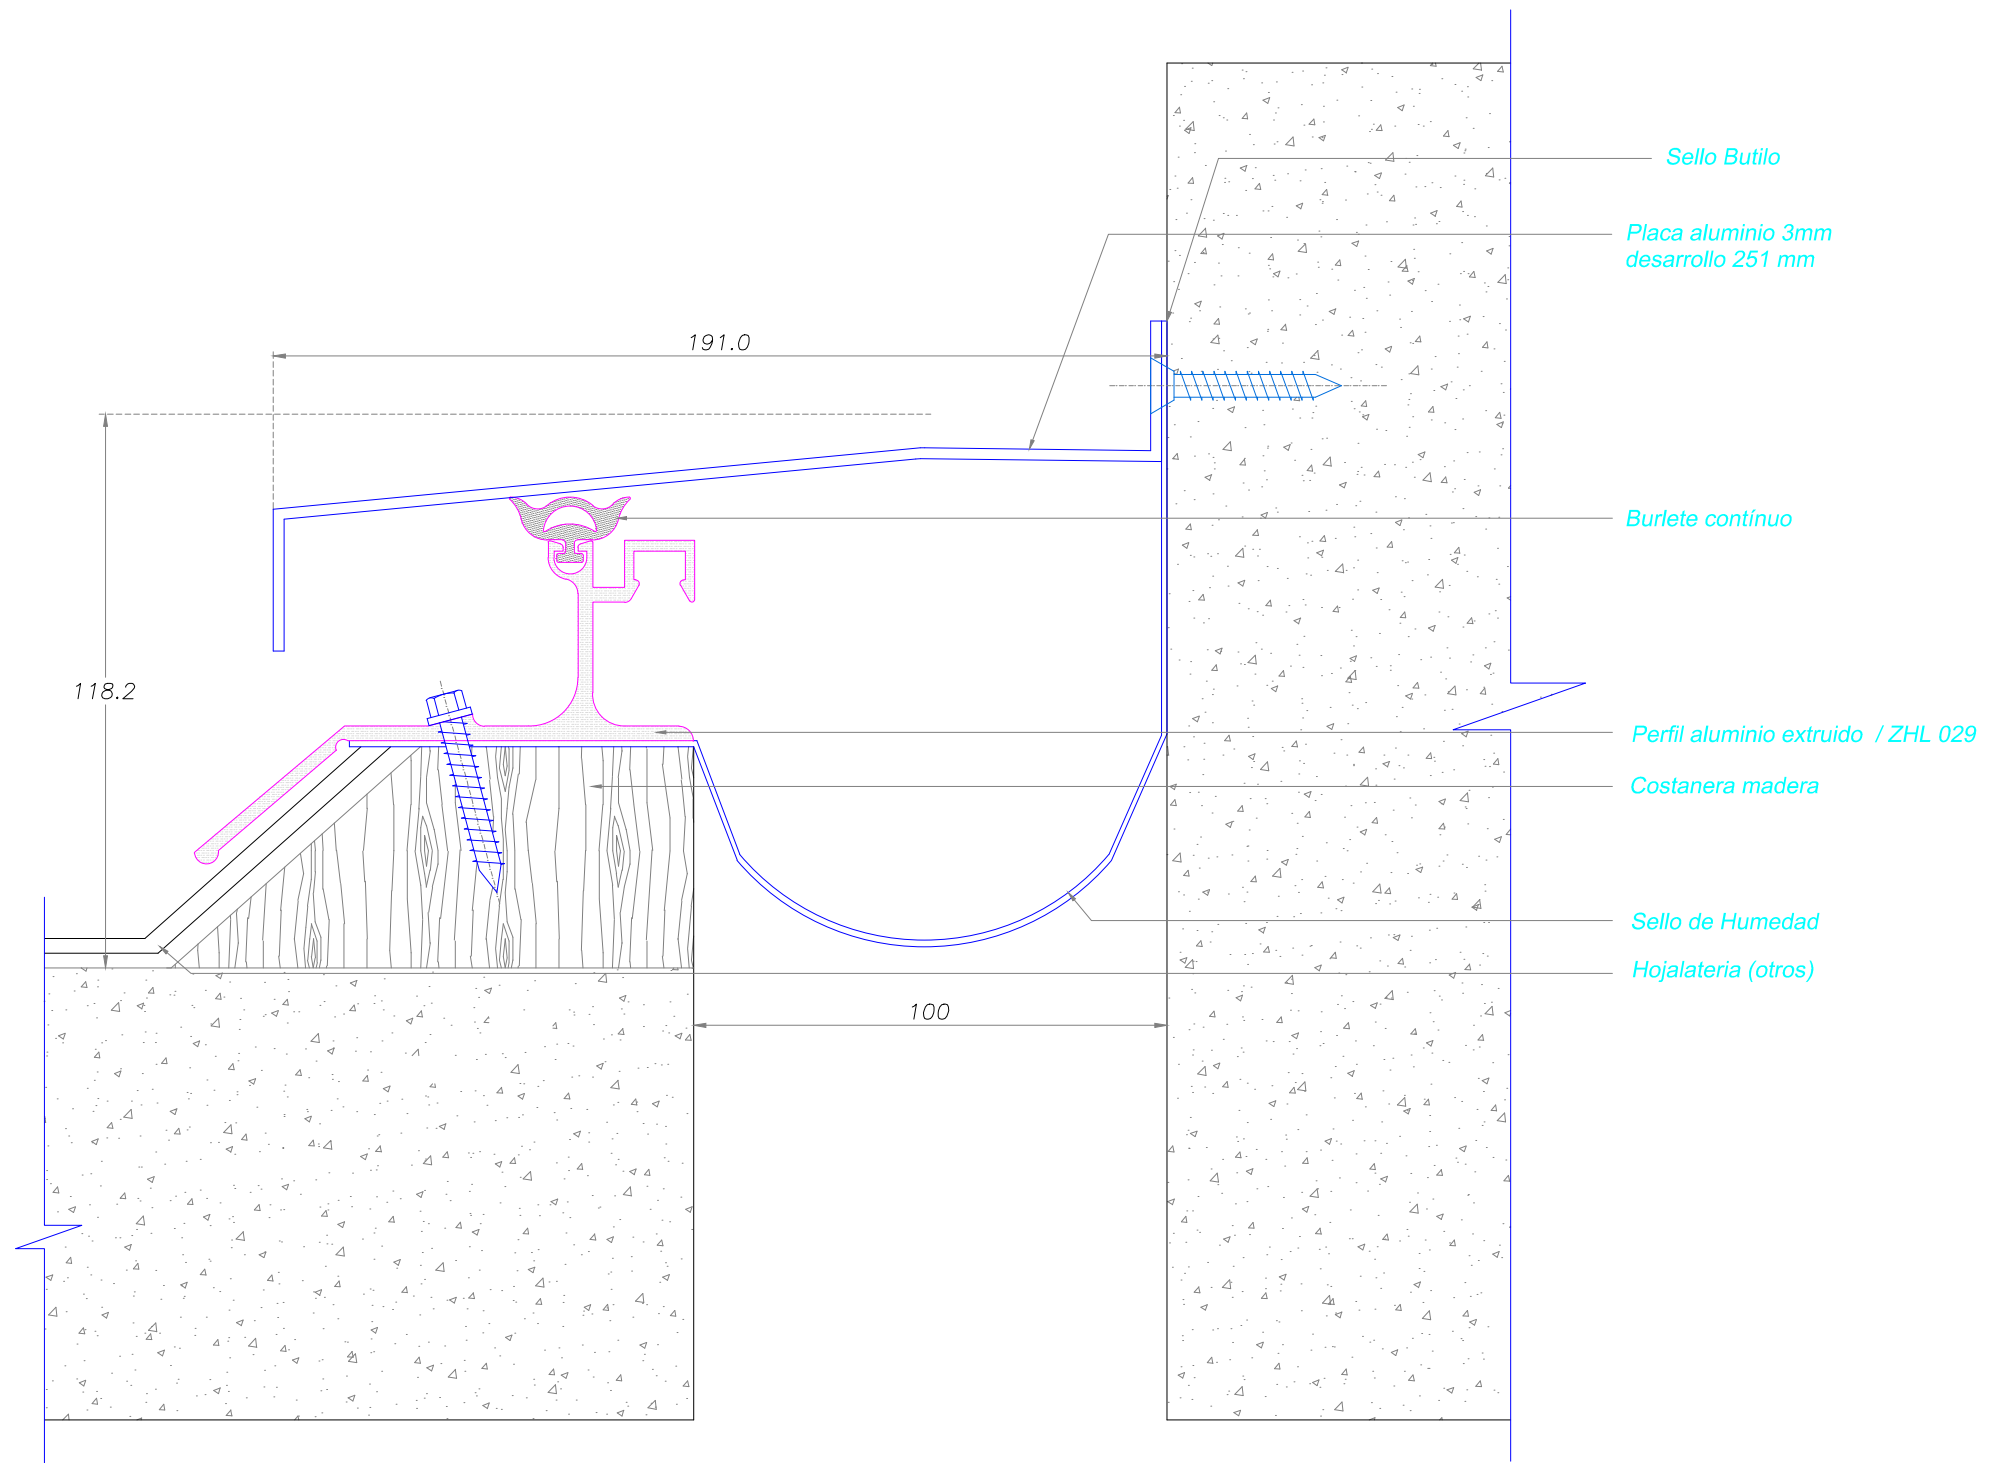 Sello Butilo
Placa aluminio 3mm
desarrollo 251 mm
191.0
Burlete contínuo
118.2
Perfil aluminio extruido / ZHL 029
Costanera madera
Sello de Humedad
Hojalateria (otros)
100